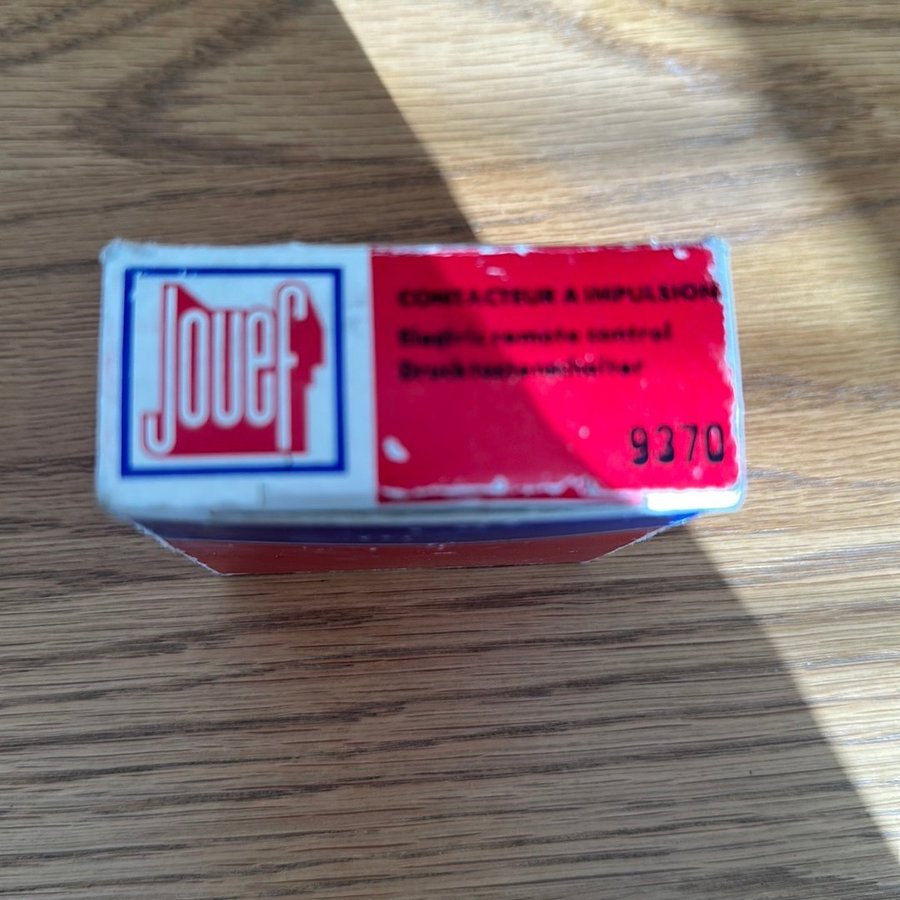 Jouef
CONTACTEUR A IMPULSION
Electric remote control
Drucktastenschalter
9370